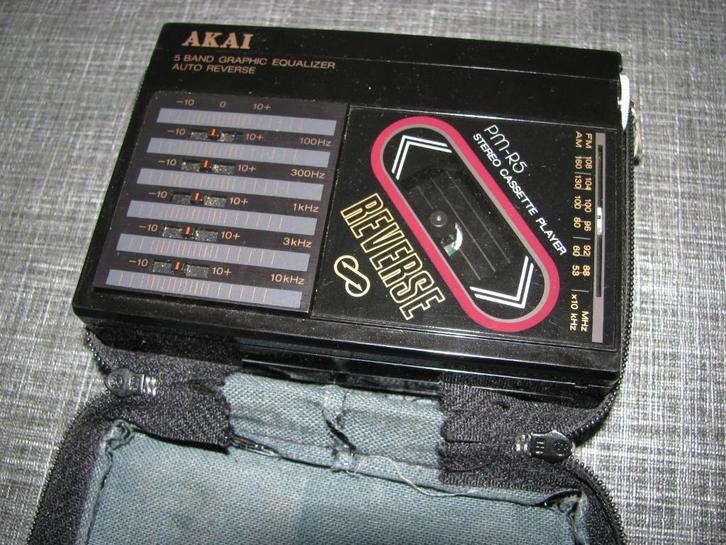 AKAI
5 BAND GRAPHIC EQUALIZER
AUTO REVERSE
-10 0 10+
-10 10+ 100Hz
-10 10+ 300Hz
-10 10+ 1kHz
-10 10+ 3kHz
-10 10+ 10kHz
PM-R5
STEREO CASSETTE PLAYER
REVERSE
FM 108 104 100 96 92 88 MHz
AM 160 130 100 80 60 53 x10 kHz